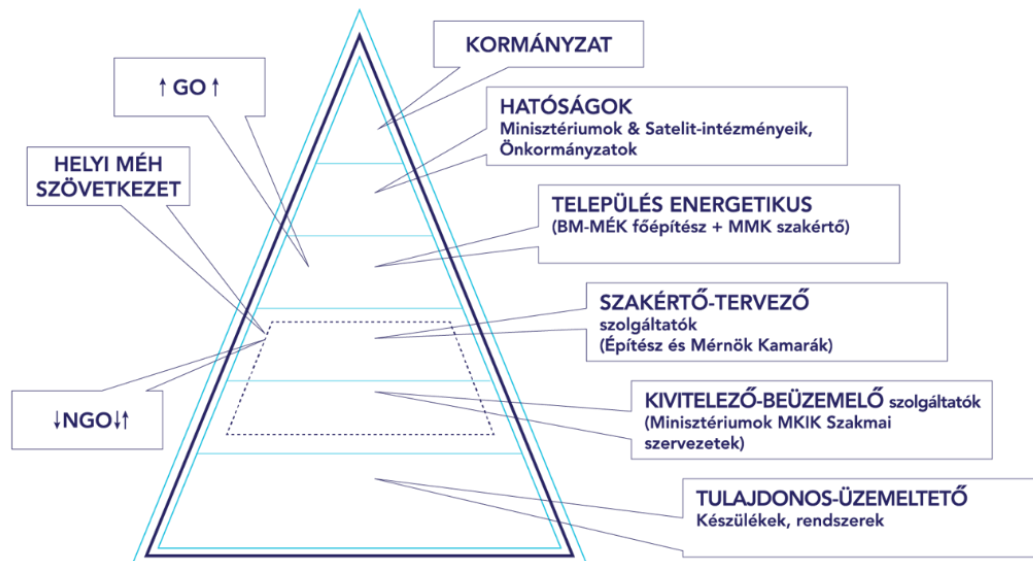 KORMÁNYZAT
↑ GO ↑
HATÓSÁGOK
Minisztériumok & Satelit-intézményeik,
Önkormányzatok
HELYI MÉH
SZÖVETKEZET
TELEPÜLÉS ENERGETIKUS
(BM-MÉK főépítész + MMK szakértő)
SZAKÉRTŐ-TERVEZŐ
szolgáltatók
(Építész és Mérnök Kamarák)
↓NGO↓↑
KIVITELEZŐ-BEÜZEMELŐ szolgáltatók
(Minisztériumok MKIK Szakmai
szervezetek)
TULAJDONOS-ÜZEMELTETŐ
Készülékek, rendszerek